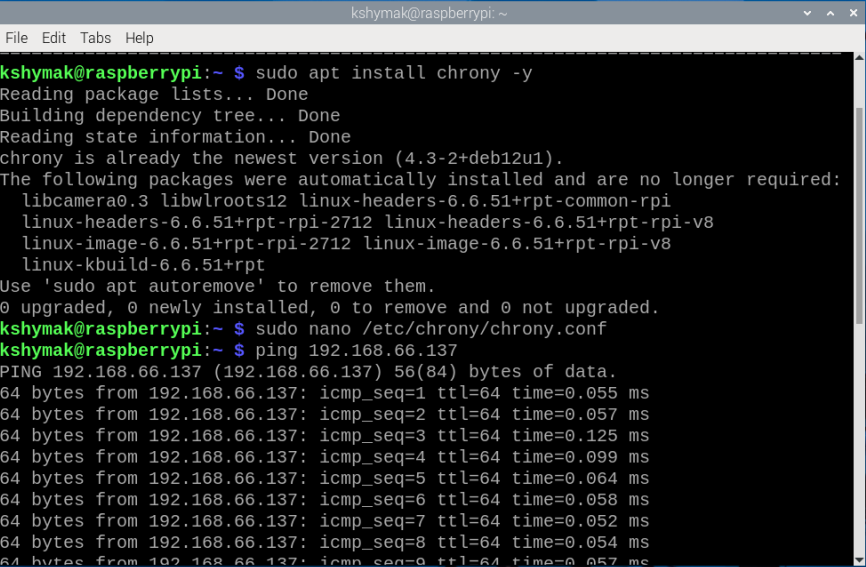 kshymak@raspberrypi: ~
File Edit Tabs Help
kshymak@raspberrypi:~ $ sudo apt install chrony -y
Reading package lists... Done
Building dependency tree... Done
Reading state information... Done
chrony is already the newest version (4.3-2+deb12u1).
The following packages were automatically installed and are no longer required:
  libcamera0.3 libwlroots12 linux-headers-6.6.51+rpt-common-rpi
  linux-headers-6.6.51+rpt-rpi-2712 linux-headers-6.6.51+rpt-rpi-v8
  linux-image-6.6.51+rpt-rpi-2712 linux-image-6.6.51+rpt-rpi-v8
  linux-kbuild-6.6.51+rpt
Use 'sudo apt autoremove' to remove them.
0 upgraded, 0 newly installed, 0 to remove and 0 not upgraded.
kshymak@raspberrypi:~ $ sudo nano /etc/chrony/chrony.conf
kshymak@raspberrypi:~ $ ping 192.168.66.137
PING 192.168.66.137 (192.168.66.137) 56(84) bytes of data.
64 bytes from 192.168.66.137: icmp_seq=1 ttl=64 time=0.055 ms
64 bytes from 192.168.66.137: icmp_seq=2 ttl=64 time=0.057 ms
64 bytes from 192.168.66.137: icmp_seq=3 ttl=64 time=0.125 ms
64 bytes from 192.168.66.137: icmp_seq=4 ttl=64 time=0.099 ms
64 bytes from 192.168.66.137: icmp_seq=5 ttl=64 time=0.064 ms
64 bytes from 192.168.66.137: icmp_seq=6 ttl=64 time=0.058 ms
64 bytes from 192.168.66.137: icmp_seq=7 ttl=64 time=0.052 ms
64 bytes from 192.168.66.137: icmp_seq=8 ttl=64 time=0.054 ms
64 bytes from 192.168.66.137: icmp_seq=9 ttl=64 time=0.057 ms